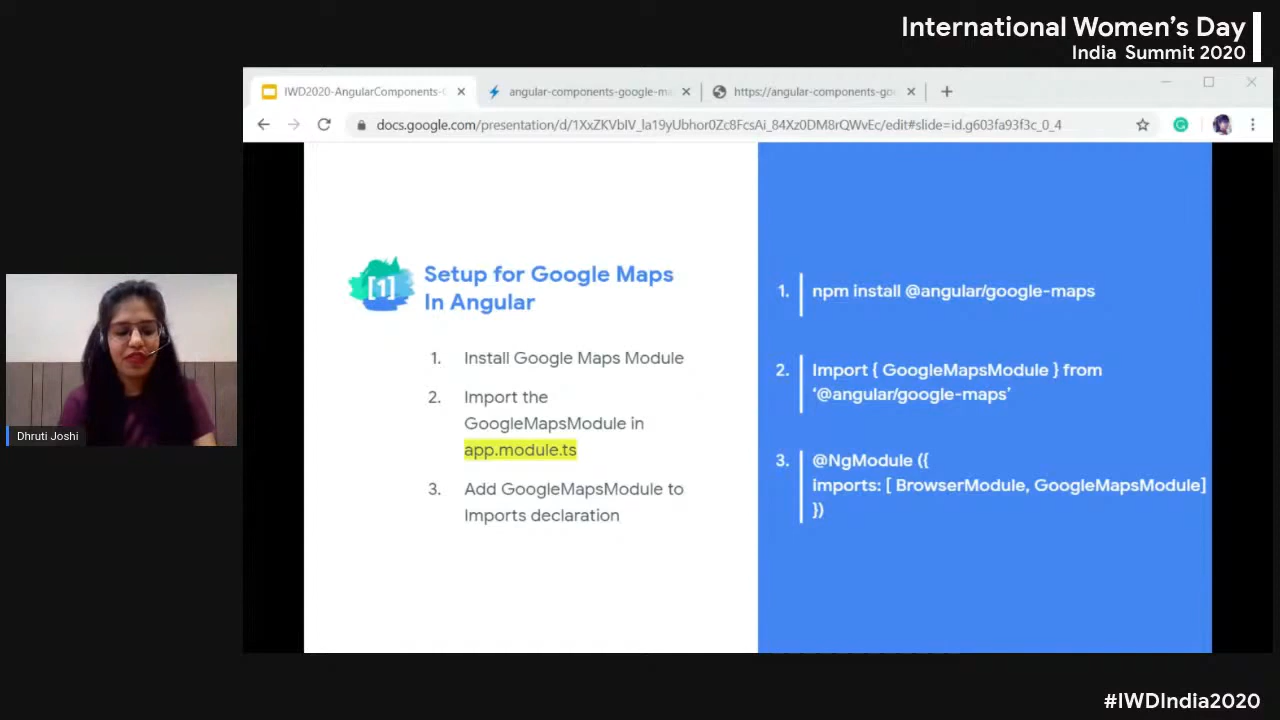 International Women's Day
India Summit 2020
IWD2020-AngularComponents-
angular-components-google-ma
https://angular-components-go
docs.google.com/presentation/d/1XxZKVbIV_la19yUbhor0Zc8FcsAi_84Xz0DM8rQWvEc/edit#slide=id.g603fa93f3c_0_4
[1]
Setup for Google Maps
In Angular
1. Install Google Maps Module
2. Import the
GoogleMapsModule in
app.module.ts
3. Add GoogleMapsModule to
Imports declaration
1. npm install @angular/google-maps
2. Import { GoogleMapsModule } from
‘@angular/google-maps’
3. @NgModule ({
imports: [ BrowserModule, GoogleMapsModule]
})
Dhruti Joshi
#IWDIndia2020